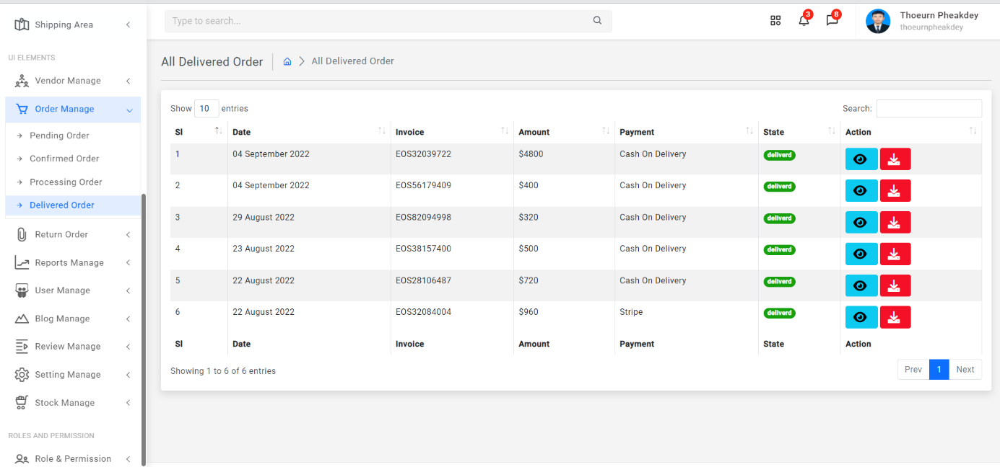 Shipping Area
UI ELEMENTS
Vendor Manage
Order Manage
Pending Order
Confirmed Order
Processing Order
Delivered Order
Return Order
Reports Manage
User Manage
Blog Manage
Review Manage
Setting Manage
Stock Manage
ROLES AND PERMISSION
Role & Permission
Type to search...
3
8
Thoeurn Pheakdey
thoeurnpheakdey
All Delivered Order
All Delivered Order
Show 10 entries
Search:
Sl Date Invoice Amount Payment State Action
1 04 September 2022 EOS32039722 $4800 Cash On Delivery deliverd
2 04 September 2022 EOS56179409 $400 Cash On Delivery deliverd
3 29 August 2022 EOS82094998 $320 Cash On Delivery deliverd
4 23 August 2022 EOS38157400 $500 Cash On Delivery deliverd
5 22 August 2022 EOS28106487 $720 Cash On Delivery deliverd
6 22 August 2022 EOS32084004 $960 Stripe deliverd
Sl Date Invoice Amount Payment State Action
Showing 1 to 6 of 6 entries
Prev 1 Next